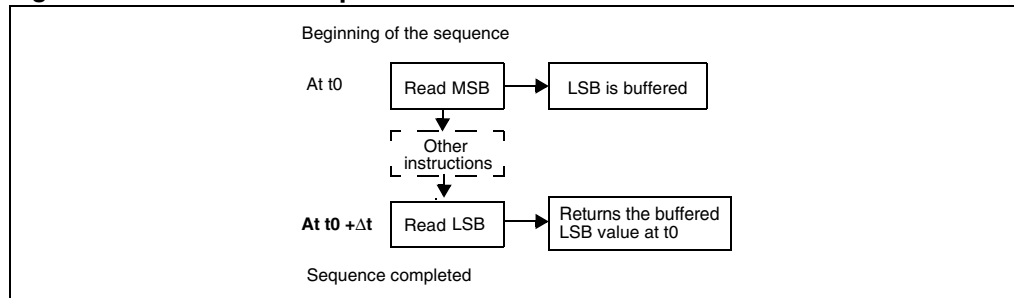 Beginning of the sequence
At t0
Read MSB
LSB is buffered
Other
instructions
At t0 +Δt
Read LSB
Returns the buffered
LSB value at t0
Sequence completed